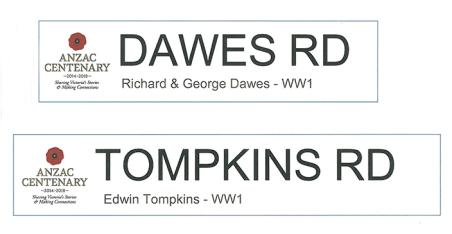 ANZAC
CENTENARY
–2014–2018–
Sharing Victoria's Stories
& Making Connections
DAWES RD
Richard & George Dawes - WW1
ANZAC
CENTENARY
–2014–2018–
Sharing Victoria's Stories
& Making Connections
TOMPKINS RD
Edwin Tompkins - WW1